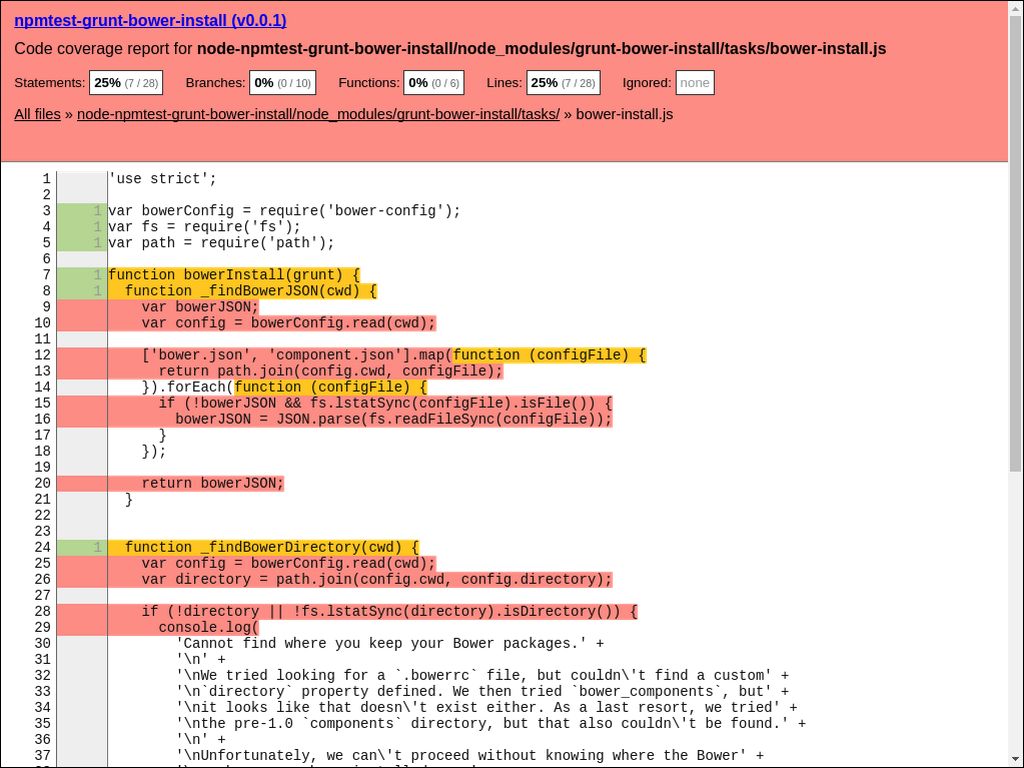 npmtest-grunt-bower-install (v0.0.1)
Code coverage report for node-npmtest-grunt-bower-install/node_modules/grunt-bower-install/tasks/bower-install.js
Statements: 25% (7 / 28) Branches: 0% (0 / 10) Functions: 0% (0 / 6) Lines: 25% (7 / 28) Ignored: none
All files » node-npmtest-grunt-bower-install/node_modules/grunt-bower-install/tasks/ » bower-install.js
1 'use strict';
2
3 1 var bowerConfig = require('bower-config');
4 1 var fs = require('fs');
5 1 var path = require('path');
6
7 1 function bowerInstall(grunt) {
8 1 function _findBowerJSON(cwd) {
9 var bowerJSON;
10 var config = bowerConfig.read(cwd);
11
12 ['bower.json', 'component.json'].map(function (configFile) {
13 return path.join(config.cwd, configFile);
14 }).forEach(function (configFile) {
15 if (!bowerJSON && fs.lstatSync(configFile).isFile()) {
16 bowerJSON = JSON.parse(fs.readFileSync(configFile));
17 }
18 });
19
20 return bowerJSON;
21 }
22
23
24 1 function _findBowerDirectory(cwd) {
25 var config = bowerConfig.read(cwd);
26 var directory = path.join(config.cwd, config.directory);
27
28 if (!directory || !fs.lstatSync(directory).isDirectory()) {
29 console.log(
30 'Cannot find where you keep your Bower packages.' +
31 '\n' +
32 '\nWe tried looking for a `.bowerrc` file, but couldn\'t find a custom' +
33 '\n`directory` property defined. We then tried `bower_components`, but' +
34 '\nit looks like that doesn\'t exist either. As a last resort, we tried' +
35 '\nthe pre-1.0 `components` directory, but that also couldn\'t be found.' +
36 '\n' +
37 '\nUnfortunately, we can\'t proceed without knowing where the Bower' +